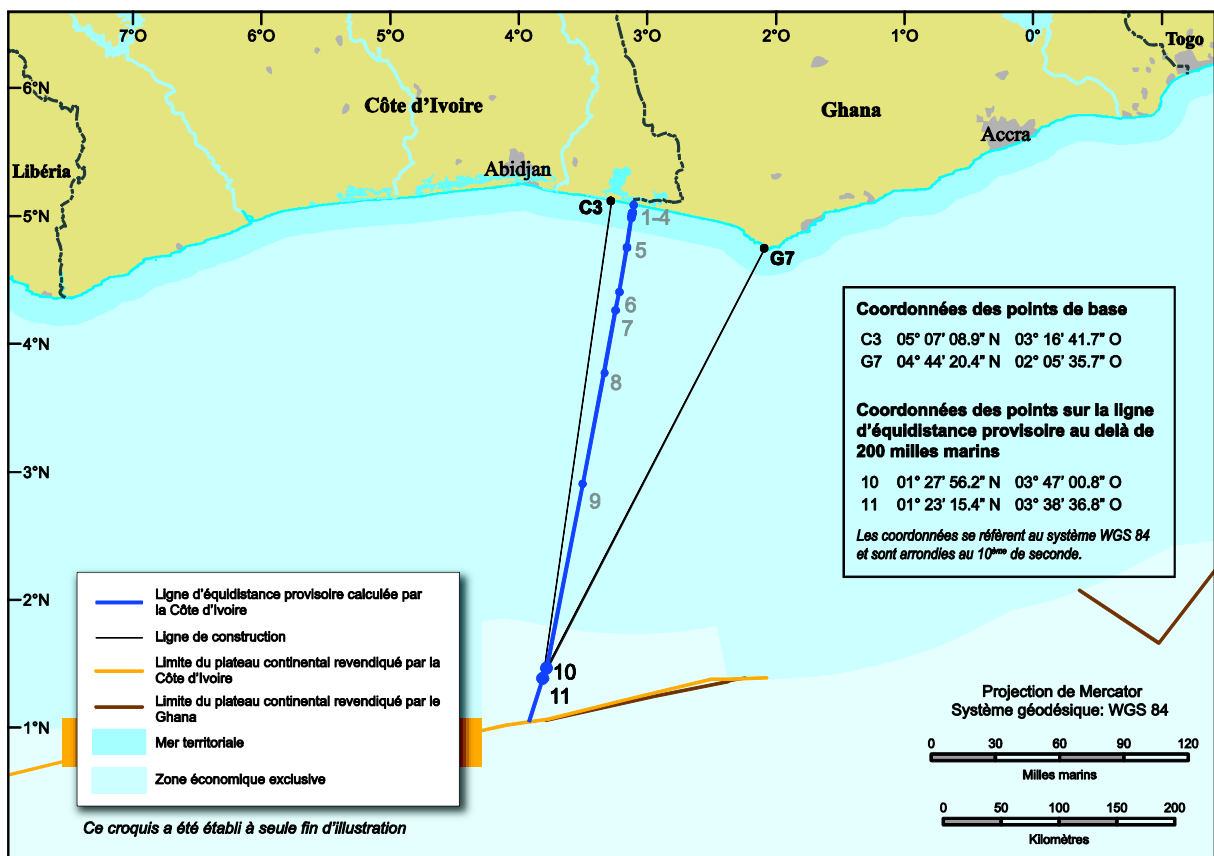 7°O
6°O
5°O
4°O
3°O
2°O
1°O
0°
Togo
6°N
Côte d'Ivoire
Ghana
Accra
Libéria
Abidjan
5°N
C3
1-4
5
G7
6
7
4°N
8
3°N
9
2°N
10
11
1°N
Coordonnées des points de base
C3 05° 07' 08.9" N 03° 16' 41.7" O
G7 04° 44' 20.4" N 02° 05' 35.7" O
Coordonnées des points sur la ligne
d'équidistance provisoire au delà de
200 milles marins
10 01° 27' 56.2" N 03° 47' 00.8" O
11 01° 23' 15.4" N 03° 38' 36.8" O
Les coordonnées se réfèrent au système WGS 84
et sont arrondies au 10ème de seconde.
Ligne d'équidistance provisoire calculée par
la Côte d'Ivoire
Ligne de construction
Limite du plateau continental revendiqué par la
Côte d'Ivoire
Limite du plateau continental revendiqué par le
Ghana
Mer territoriale
Zone économique exclusive
Ce croquis a été établi à seule fin d'illustration
Projection de Mercator
Système géodésique: WGS 84
0 30 60 90 120
Milles marins
0 50 100 150 200
Kilomètres